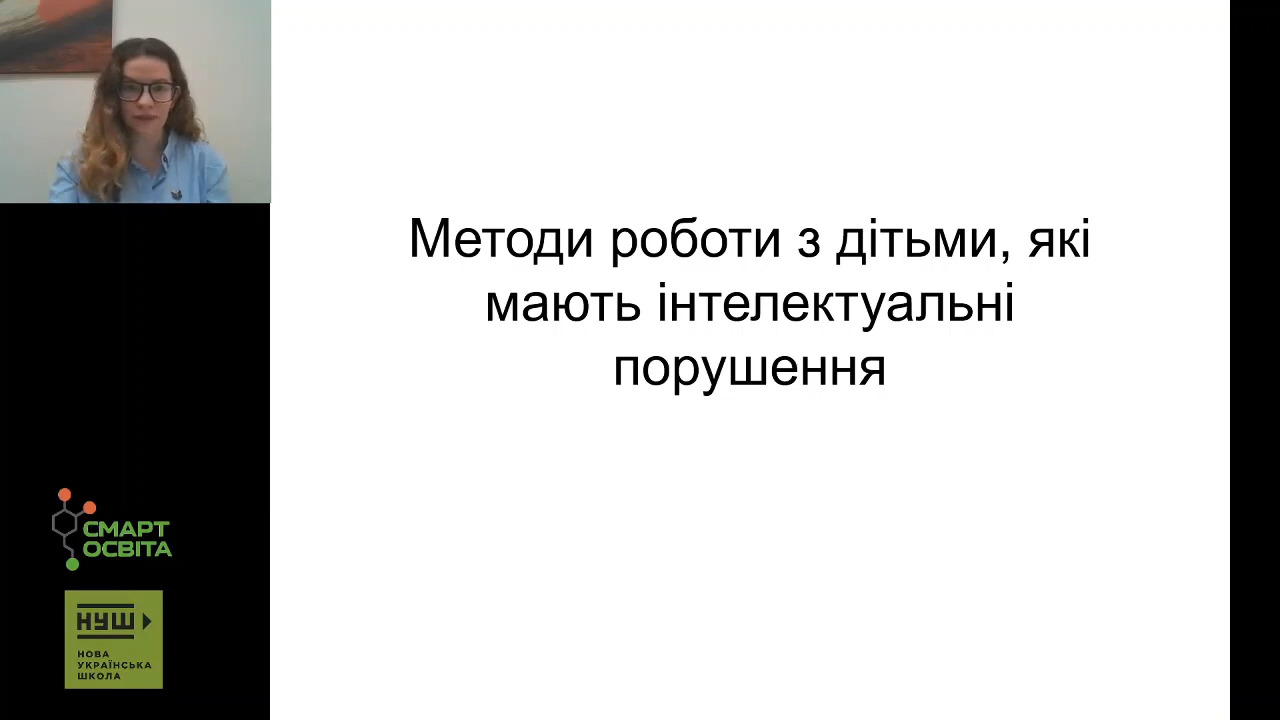 Методи роботи з дітьми, які
мають інтелектуальні
порушення
СМАРТ
ОСВІТА
НУШ
НОВА
УКРАЇНСЬКА
ШКОЛА